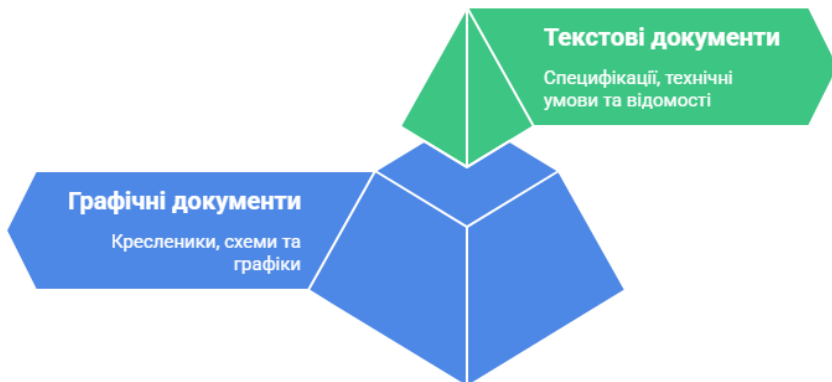 Текстові документи
Специфікації, технічні
умови та відомості
Графічні документи
Кресленики, схеми та
графіки